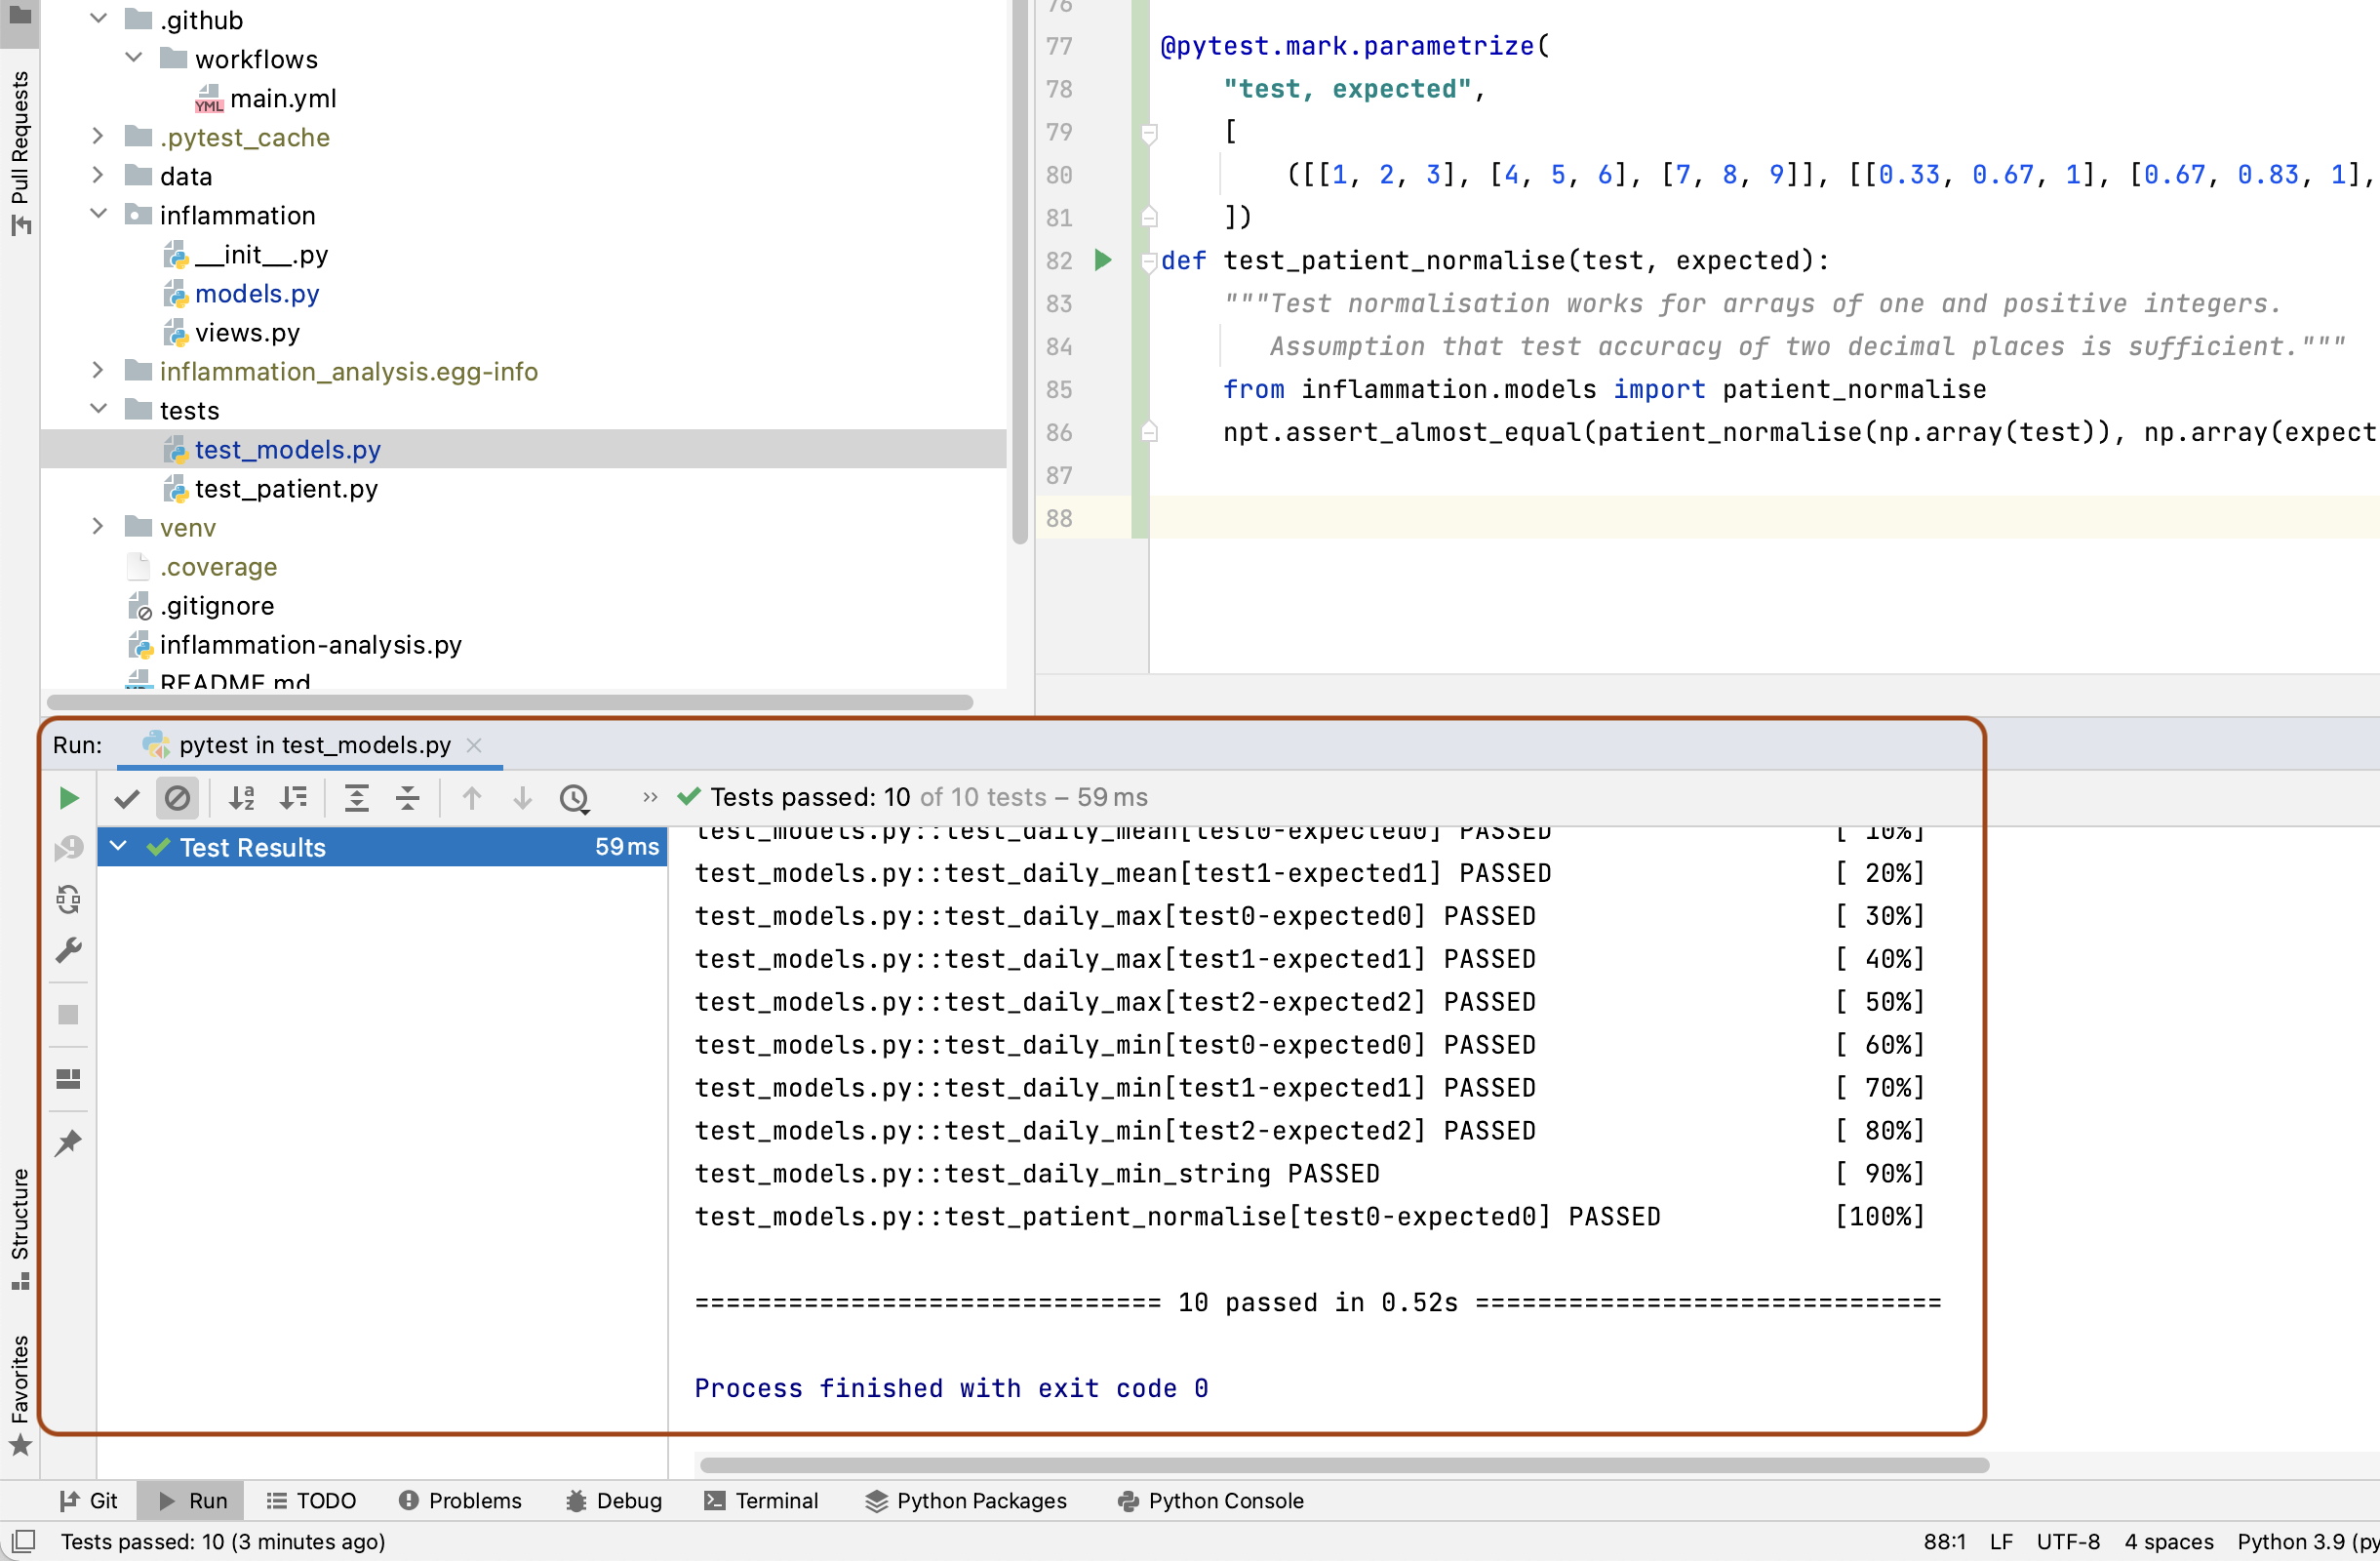 Pull Requests
.github
workflows
YML main.yml
.pytest_cache
data
inflammation
__init__.py
models.py
views.py
inflammation_analysis.egg-info
tests
test_models.py
test_patient.py
venv
.coverage
.gitignore
inflammation-analysis.py
README.md
76
77 @pytest.mark.parametrize(
78 "test, expected",
79 [
80 ([[1, 2, 3], [4, 5, 6], [7, 8, 9]], [[0.33, 0.67, 1], [0.67, 0.83, 1],
81 ])
82 def test_patient_normalise(test, expected):
83 """Test normalisation works for arrays of one and positive integers.
84 Assumption that test accuracy of two decimal places is sufficient."""
85 from inflammation.models import patient_normalise
86 npt.assert_almost_equal(patient_normalise(np.array(test)), np.array(expect
87
88
Run: pytest in test_models.py
Tests passed: 10 of 10 tests – 59 ms
Test Results 59 ms
test_models.py::test_daily_mean[test0-expected0] PASSED [ 10%]
test_models.py::test_daily_mean[test1-expected1] PASSED [ 20%]
test_models.py::test_daily_max[test0-expected0] PASSED [ 30%]
test_models.py::test_daily_max[test1-expected1] PASSED [ 40%]
test_models.py::test_daily_max[test2-expected2] PASSED [ 50%]
test_models.py::test_daily_min[test0-expected0] PASSED [ 60%]
test_models.py::test_daily_min[test1-expected1] PASSED [ 70%]
test_models.py::test_daily_min[test2-expected2] PASSED [ 80%]
test_models.py::test_daily_min_string PASSED [ 90%]
test_models.py::test_patient_normalise[test0-expected0] PASSED [100%]
============================== 10 passed in 0.52s ==============================
Process finished with exit code 0
Structure
Favorites
Git Run TODO Problems Debug Terminal Python Packages Python Console
Tests passed: 10 (3 minutes ago) 88:1 LF UTF-8 4 spaces Python 3.9 (py